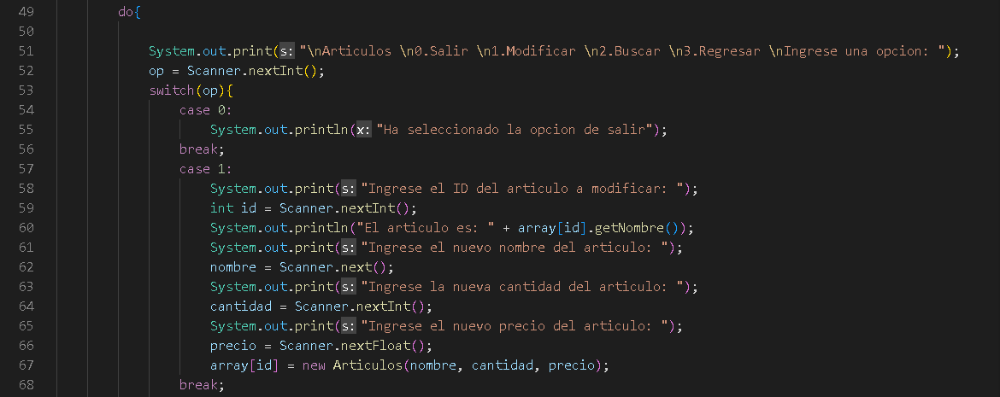 49 do{
50
51 System.out.print(s: "\nArticulos \n0.Salir \n1.Modificar \n2.Buscar \n3.Regresar \nIngrese una opcion: ");
52 op = Scanner.nextInt();
53 switch(op){
54 case 0:
55 System.out.println(x: "Ha seleccionado la opcion de salir");
56 break;
57 case 1:
58 System.out.print(s: "Ingrese el ID del articulo a modificar: ");
59 int id = Scanner.nextInt();
60 System.out.println("El articulo es: " + array[id].getNombre());
61 System.out.print(s: "Ingrese el nuevo nombre del articulo: ");
62 nombre = Scanner.next();
63 System.out.print(s: "Ingrese la nueva cantidad del articulo: ");
64 cantidad = Scanner.nextInt();
65 System.out.print(s: "Ingrese el nuevo precio del articulo: ");
66 precio = Scanner.nextFloat();
67 array[id] = new Articulos(nombre, cantidad, precio);
68 break;